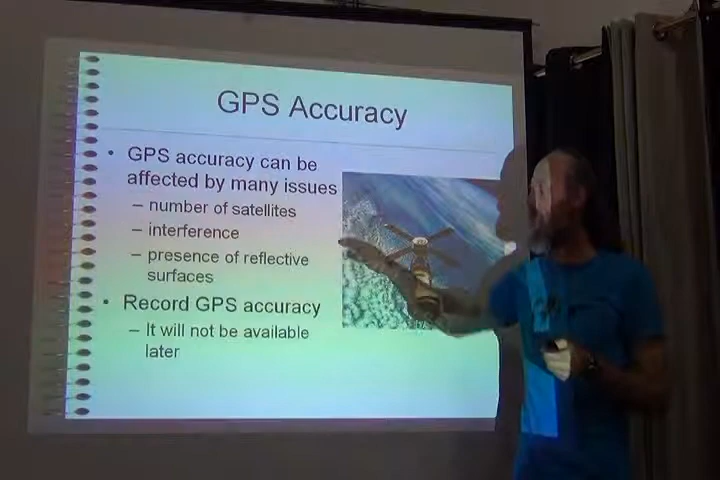 GPS Accuracy
• GPS accuracy can be
affected by many issues
– number of satellites
– interference
– presence of reflective
surfaces
• Record GPS accuracy
– It will not be available
later